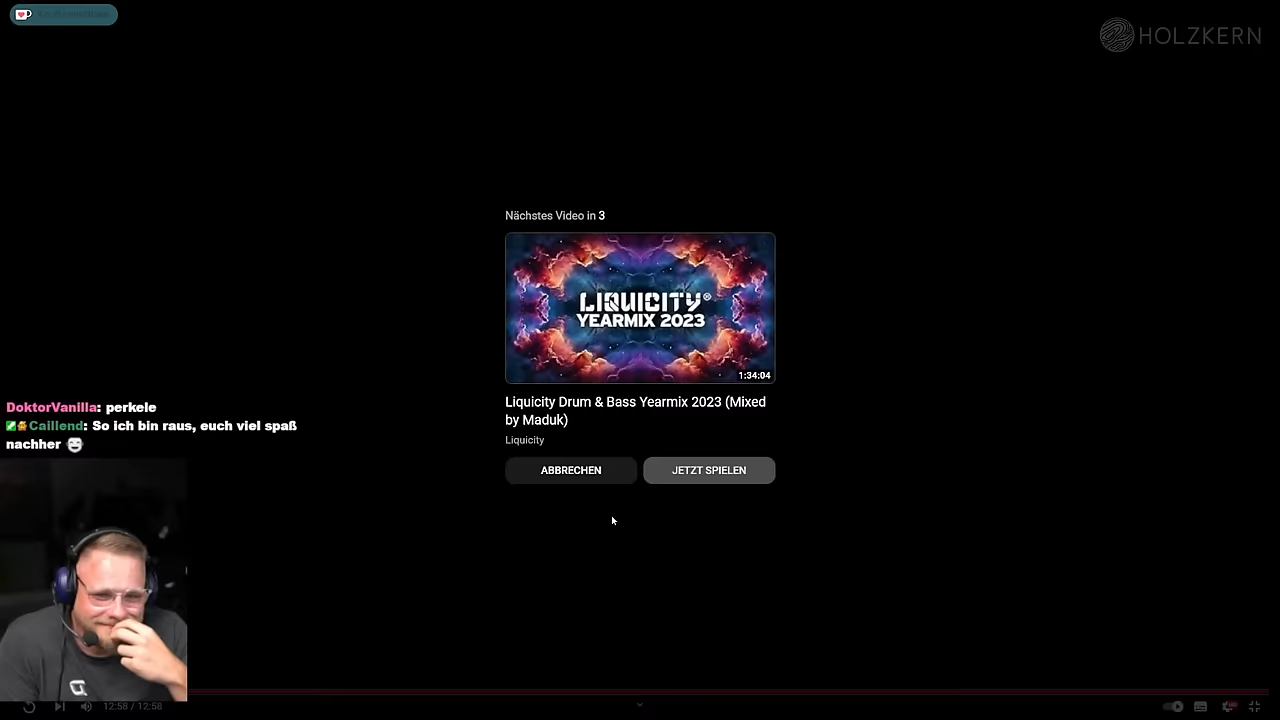 HOLZKERN
Nächstes Video in 3
LIQUICITY®
YEARMIX 2023
1:34:04
Liquicity Drum & Bass Yearmix 2023 (Mixed
by Maduk)
Liquicity
ABBRECHEN
JETZT SPIELEN
DoktorVanilla: perkele
Caillend: So ich bin raus, euch viel spaß
nachher
12:58 / 12:58